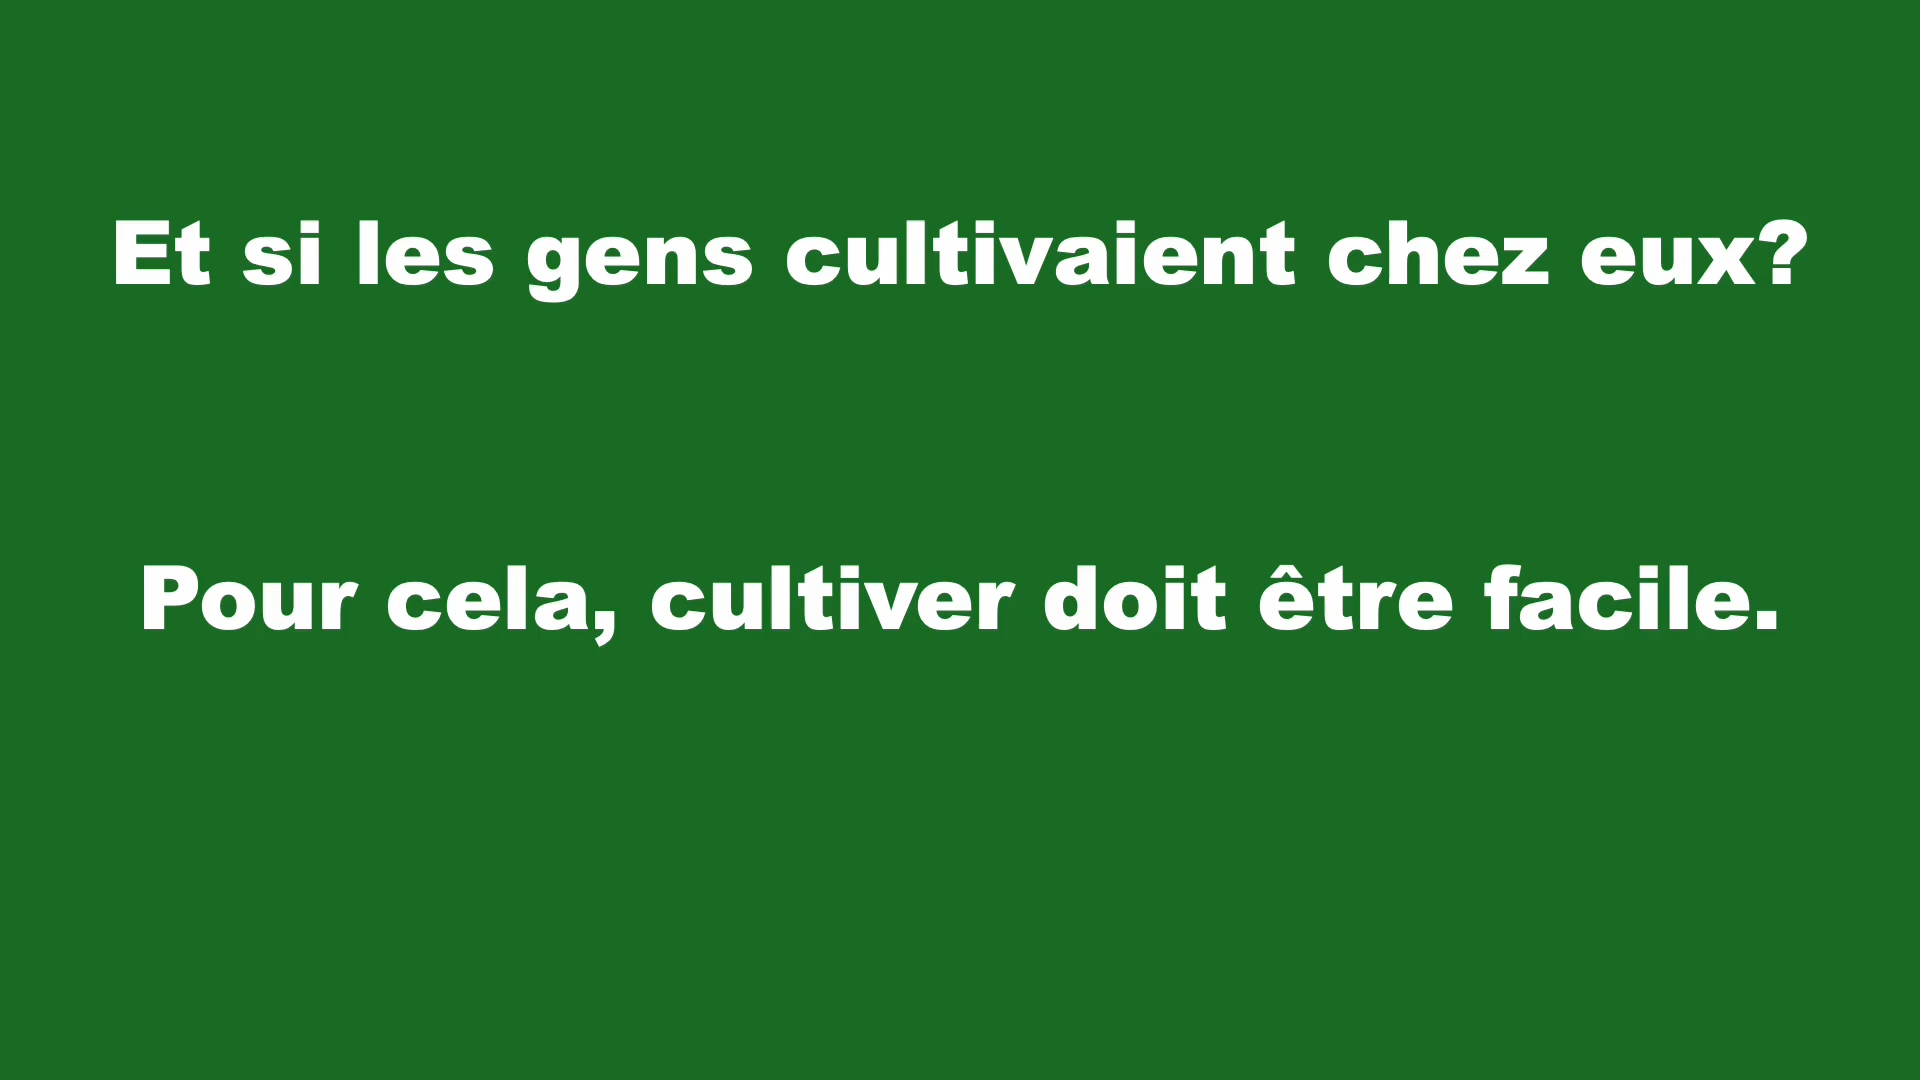 Et si les gens cultivaient chez eux?
Pour cela, cultiver doit être facile.